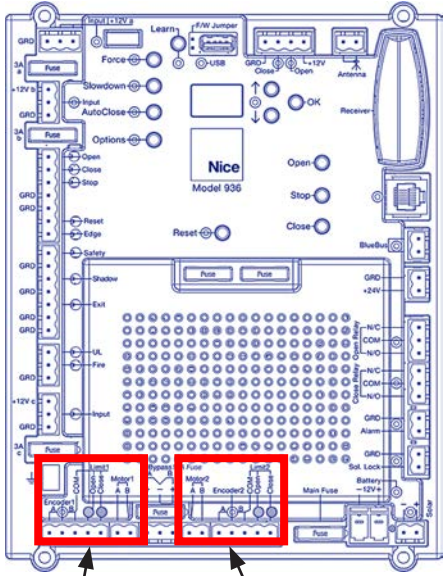 Input +12V a
Learn
F/W Jumper
GRD
Force
USB
GRD
Close
Open
+12V
Antenna
3A
a
Fuse
Slowdown
OK
Receiver
+12V b
Input
GRD
AutoClose
3A
b
Fuse
Options
Nice
Model 936
Open
Close
Stop
GRD
GRD
Reset
Edge
Open
Stop
Close
Reset
BlueBus
Safety
GRD
Shadow
GRD
Exit
GRD
GRD
Fuse
Fuse
GRD
+24V
Open Relay
N/C
COM
N/O
Close Relay
N/C
COM
N/O
UL
Fire
GRD
+12V c
Input
GRD
GRD
Alarm
GRD
Sol. Lock
3A
c
Fuse
Limit1
COM
Open
Close
Motor1
A B
Encoder1
A B
Bypass
A B
Fuse
- - +
Fuse
Motor2
A B
Encoder2
A B
Limit2
COM
Open
Close
Main Fuse
Fuse
Battery
- 12V+
Solar
- +